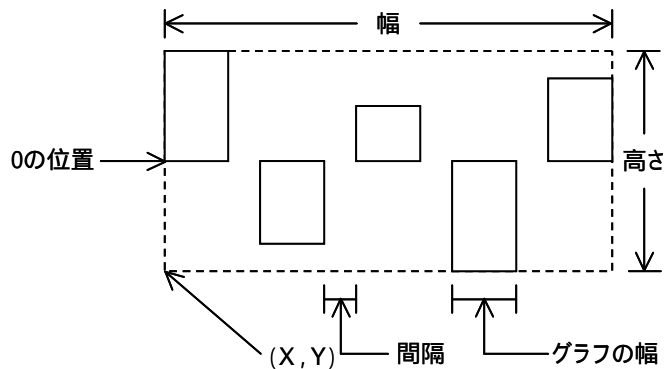 幅
0の位置
高さ
(X,Y)
間隔
グラフの幅